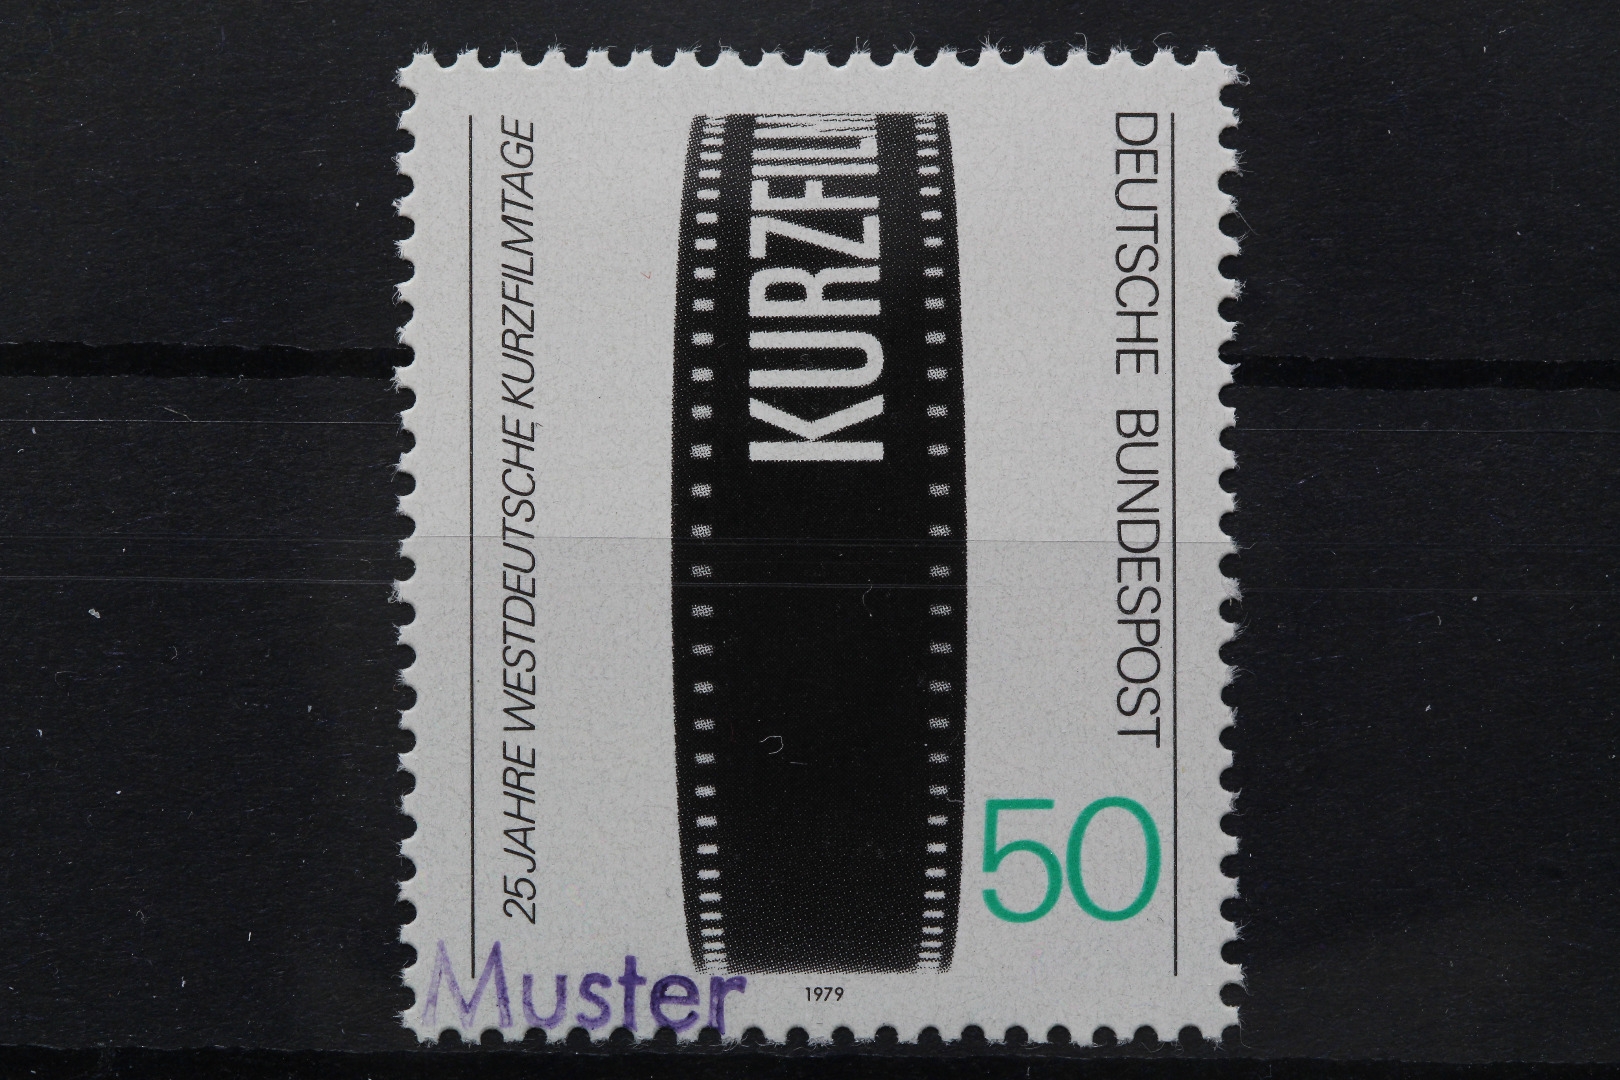 25 JAHRE WESTDEUTSCHE KURZFILMTAGE
KURZFILM
DEUTSCHE BUNDESPOST
50
Muster
1979